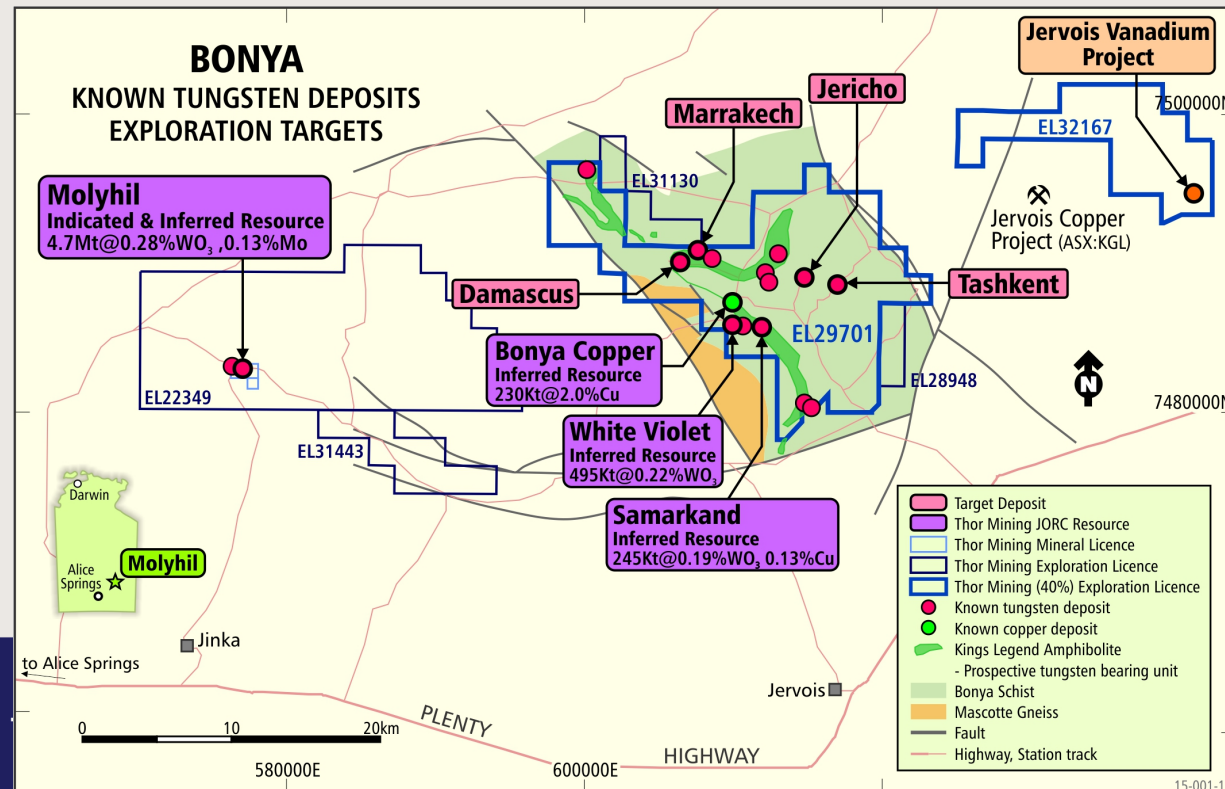 BONYA
KNOWN TUNGSTEN DEPOSITS
EXPLORATION TARGETS
Jervois Vanadium
Project
7500000N
EL32167
Jericho
Marrakech
EL31130
Molyhil
Indicated & Inferred Resource
4.7Mt@0.28%WO₃ ,0.13%Mo
Jervois Copper
Project (ASX:KGL)
Damascus
Tashkent
EL29701
Bonya Copper
Inferred Resource
230Kt@2.0%Cu
EL28948
N
EL22349
7480000N
White Violet
Inferred Resource
495Kt@0.22%WO₃
EL31443
Samarkand
Inferred Resource
245Kt@0.19%WO₃ 0.13%Cu
Darwin
Alice
Springs
Molyhil
Target Deposit
Thor Mining JORC Resource
Thor Mining Mineral Licence
Thor Mining Exploration Licence
Thor Mining (40%) Exploration Licence
Known tungsten deposit
Known copper deposit
Kings Legend Amphibolite
- Prospective tungsten bearing unit
Bonya Schist
Mascotte Gneiss
Fault
Highway, Station track
Jinka
to Alice Springs
Jervois
PLENTY
HIGHWAY
0 10 20km
580000E
600000E
15-001-1